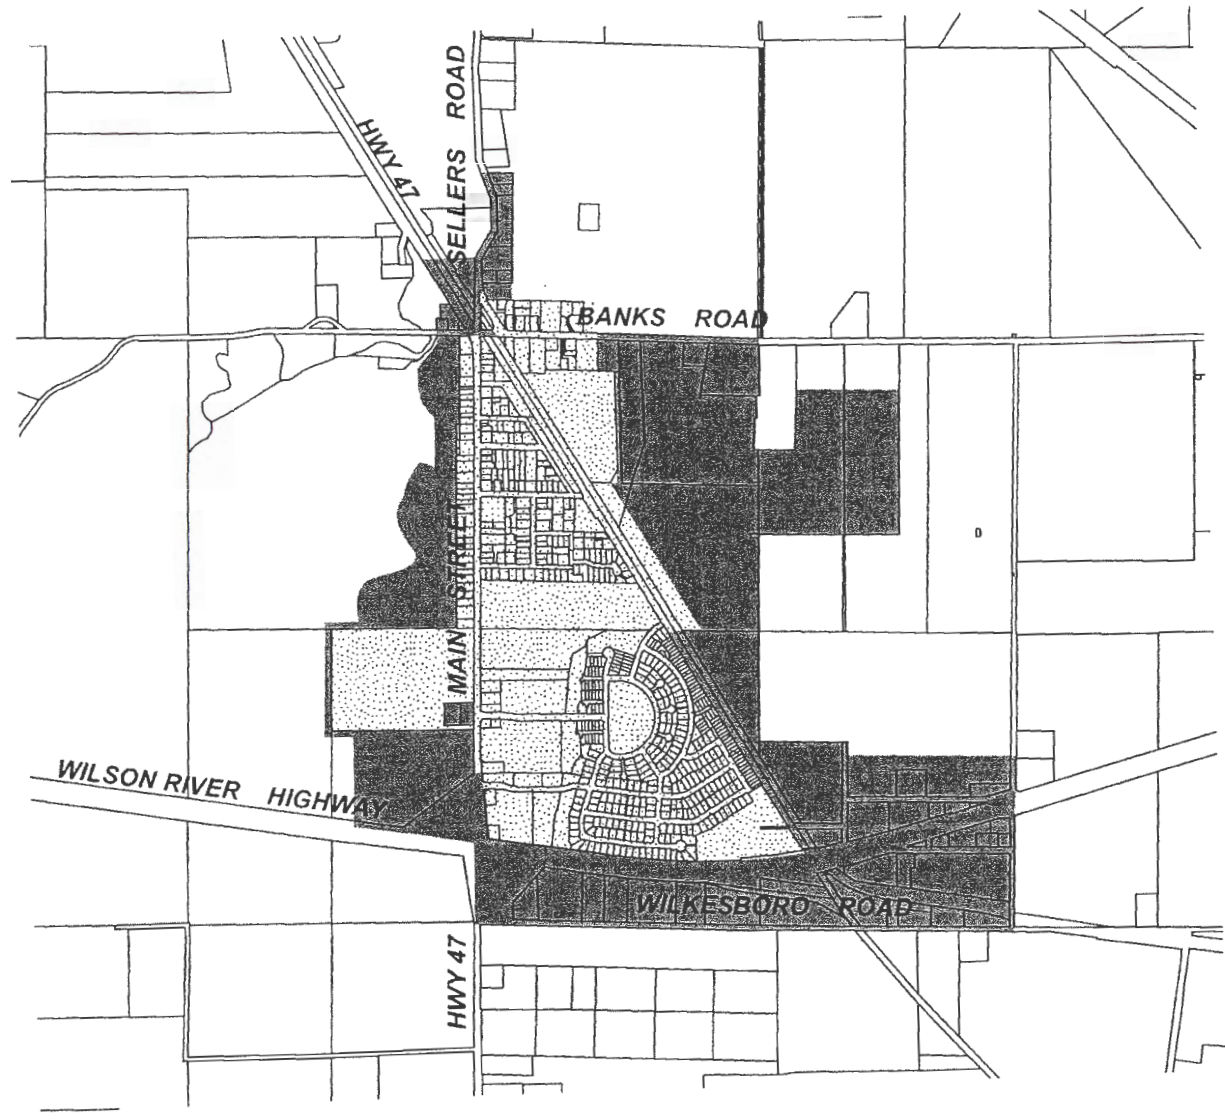 HWY 47
SELLERS ROAD
BANKS ROAD
MAIN STREET
WILSON RIVER HIGHWAY
WILKESBORO ROAD
HWY 47